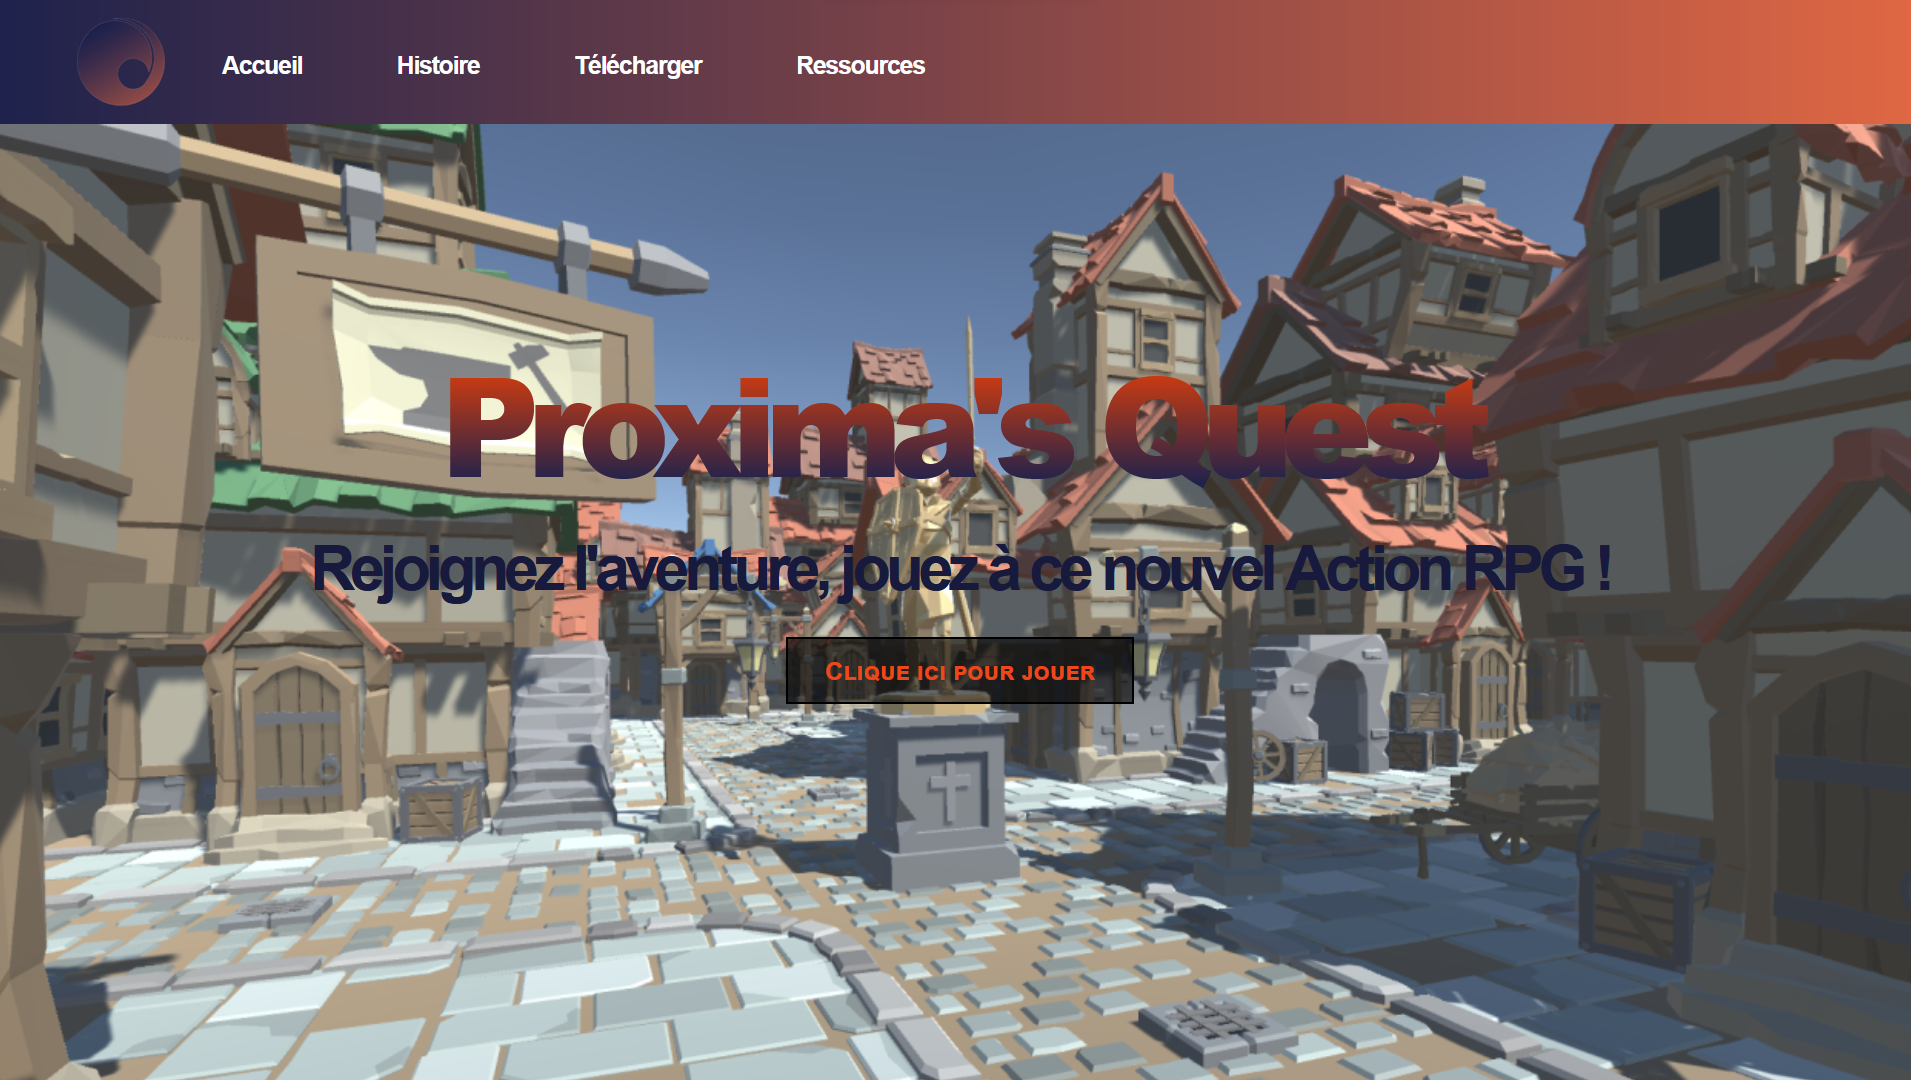 Accueil Histoire Télécharger Ressources
Proxima's Quest
Rejoignez l'aventure, jouez à ce nouvel Action RPG !
Clique ici pour jouer